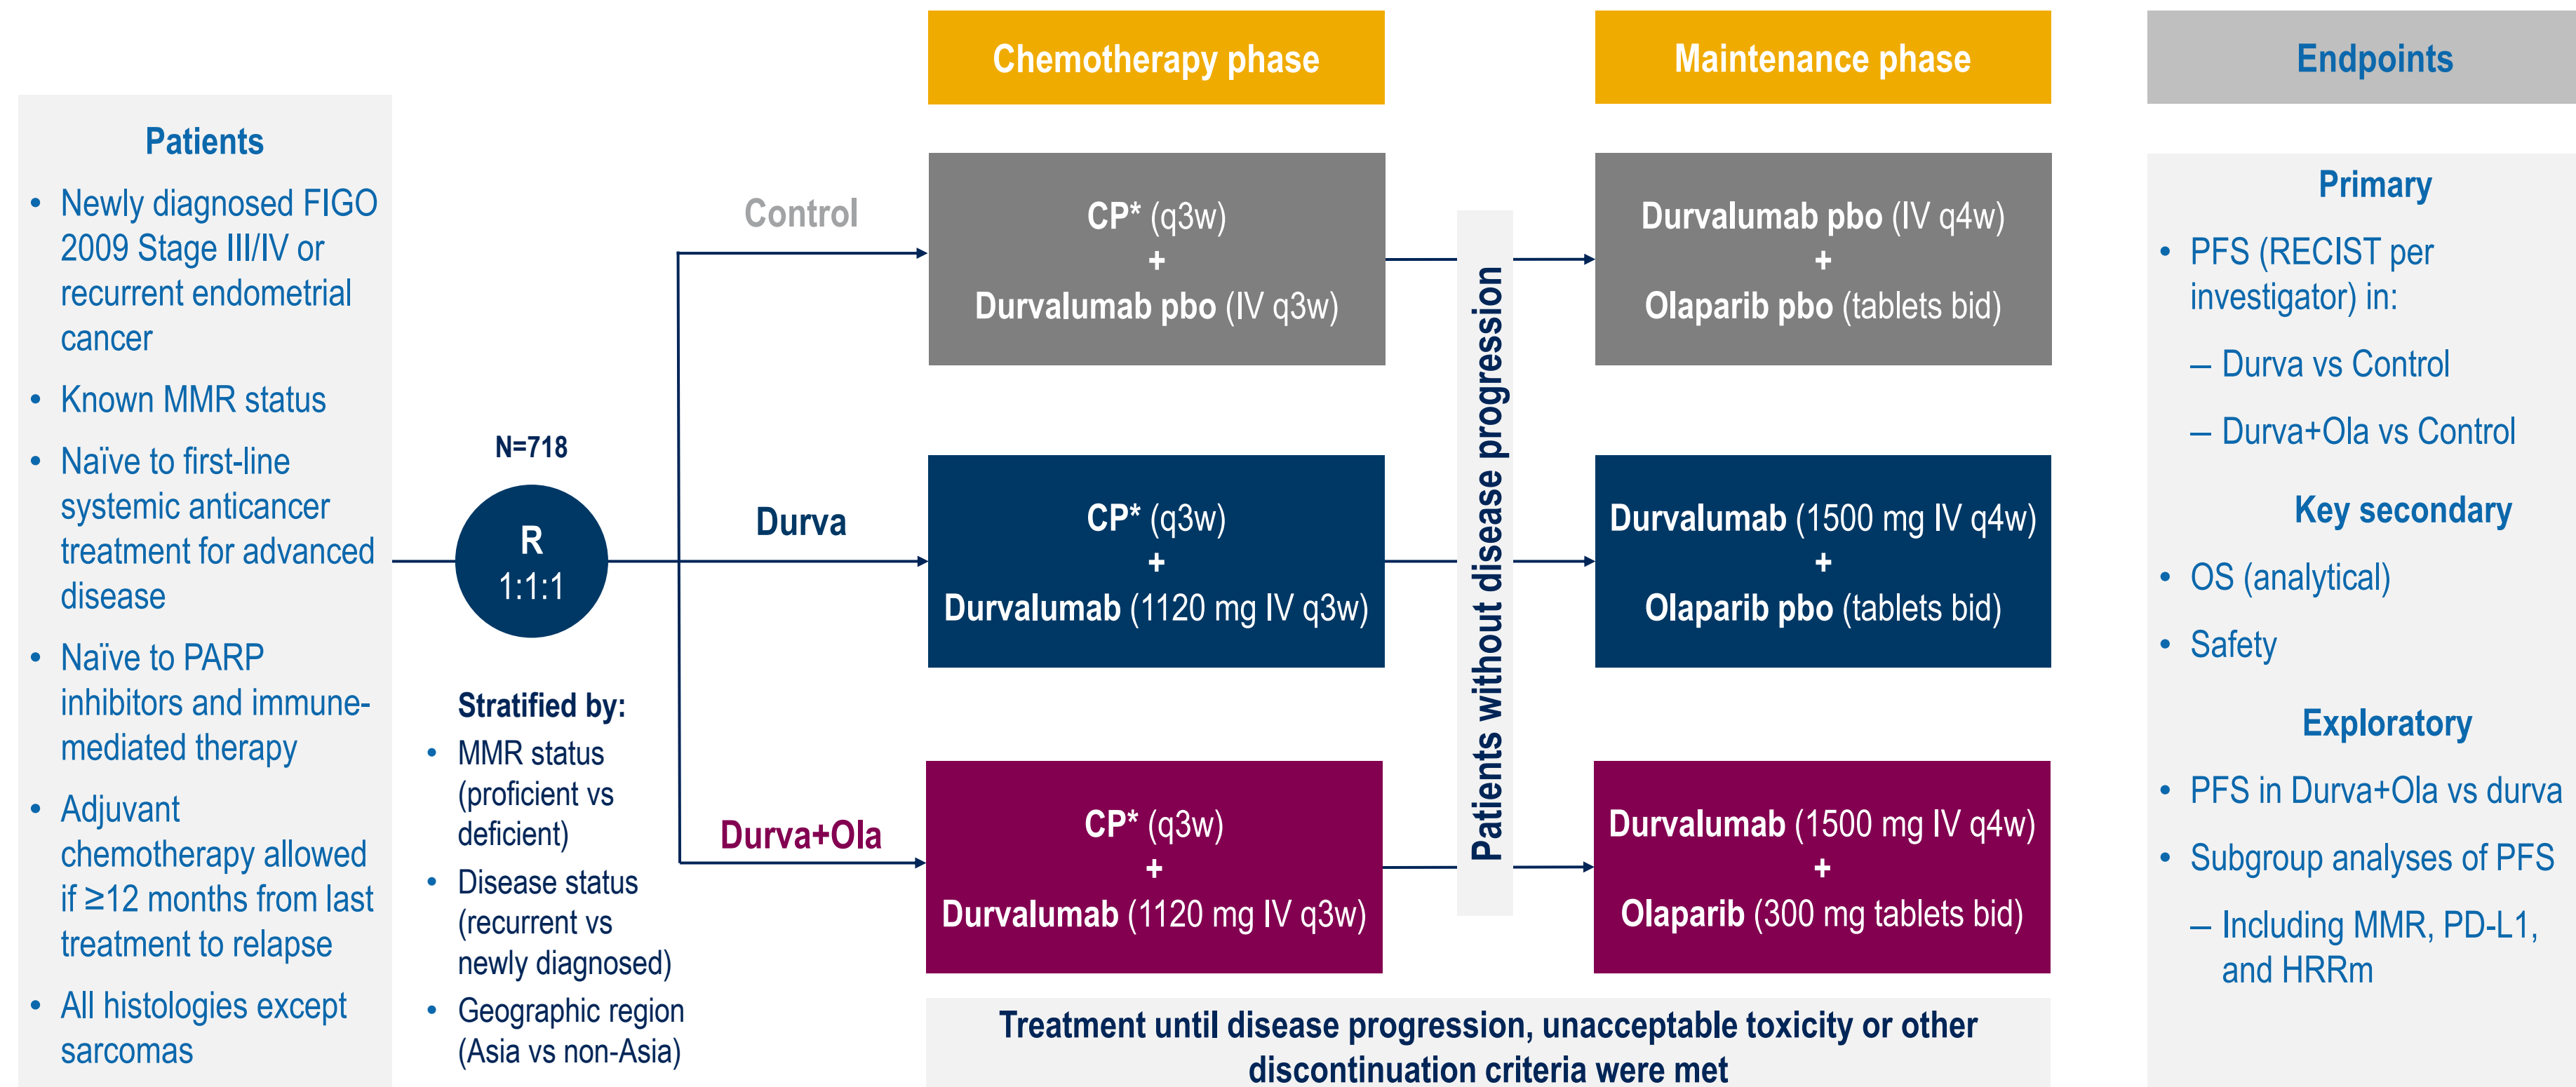 Chemotherapy phase
Maintenance phase
Endpoints
Patients
• Newly diagnosed FIGO
2009 Stage III/IV or
recurrent endometrial
cancer
• Known MMR status
• Naïve to first-line
systemic anticancer
treatment for advanced
disease
• Naïve to PARP
inhibitors and immune-
mediated therapy
• Adjuvant
chemotherapy allowed
if ≥12 months from last
treatment to relapse
• All histologies except
sarcomas
N=718
R
1:1:1
Stratified by:
• MMR status
(proficient vs
deficient)
• Disease status
(recurrent vs
newly diagnosed)
• Geographic region
(Asia vs non-Asia)
Control
CP* (q3w)
+
Durvalumab pbo (IV q3w)
Durvalumab pbo (IV q4w)
+
Olaparib pbo (tablets bid)
Durva
CP* (q3w)
+
Durvalumab (1120 mg IV q3w)
Durvalumab (1500 mg IV q4w)
+
Olaparib pbo (tablets bid)
Durva+Ola
CP* (q3w)
+
Durvalumab (1120 mg IV q3w)
Durvalumab (1500 mg IV q4w)
+
Olaparib (300 mg tablets bid)
Patients without disease progression
Treatment until disease progression, unacceptable toxicity or other
discontinuation criteria were met
Primary
• PFS (RECIST per
investigator) in:
– Durva vs Control
– Durva+Ola vs Control
Key secondary
• OS (analytical)
• Safety
Exploratory
• PFS in Durva+Ola vs durva
• Subgroup analyses of PFS
– Including MMR, PD-L1,
and HRRm